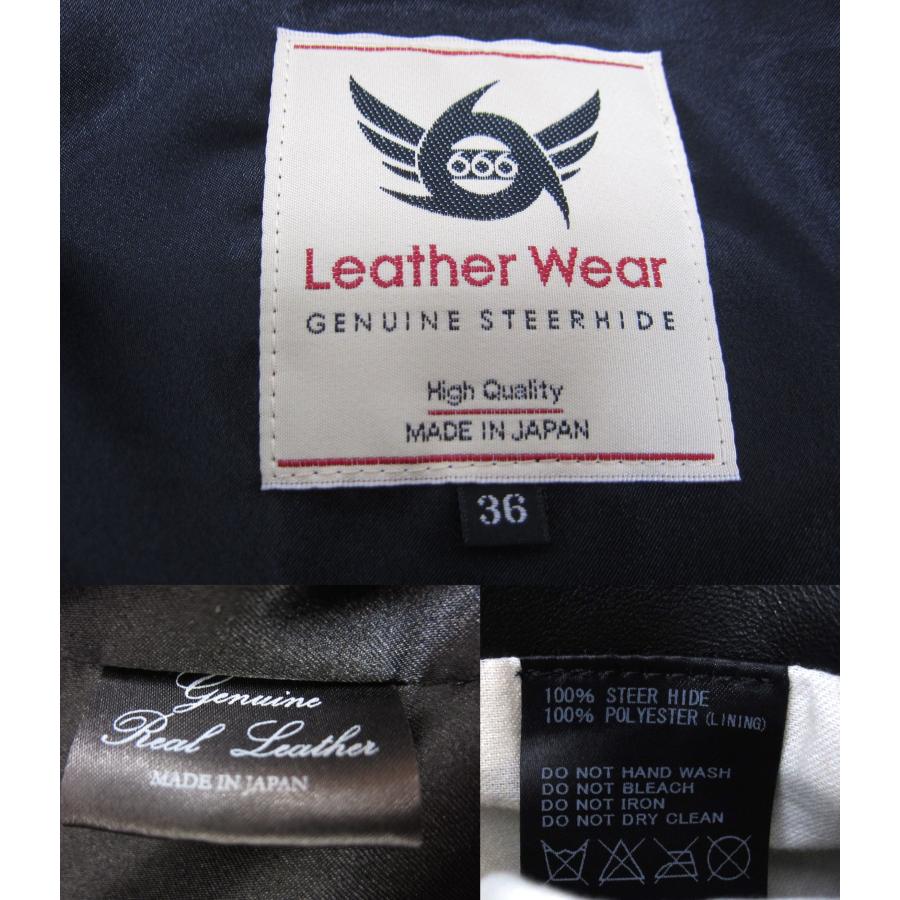 666
Leather Wear
GENUINE STEERHIDE
High Quality
MADE IN JAPAN
36
Genuine
Real Leather
MADE IN JAPAN
100% STEER HIDE
100% POLYESTER (LINING)
DO NOT HAND WASH
DO NOT BLEACH
DO NOT IRON
DO NOT DRY CLEAN